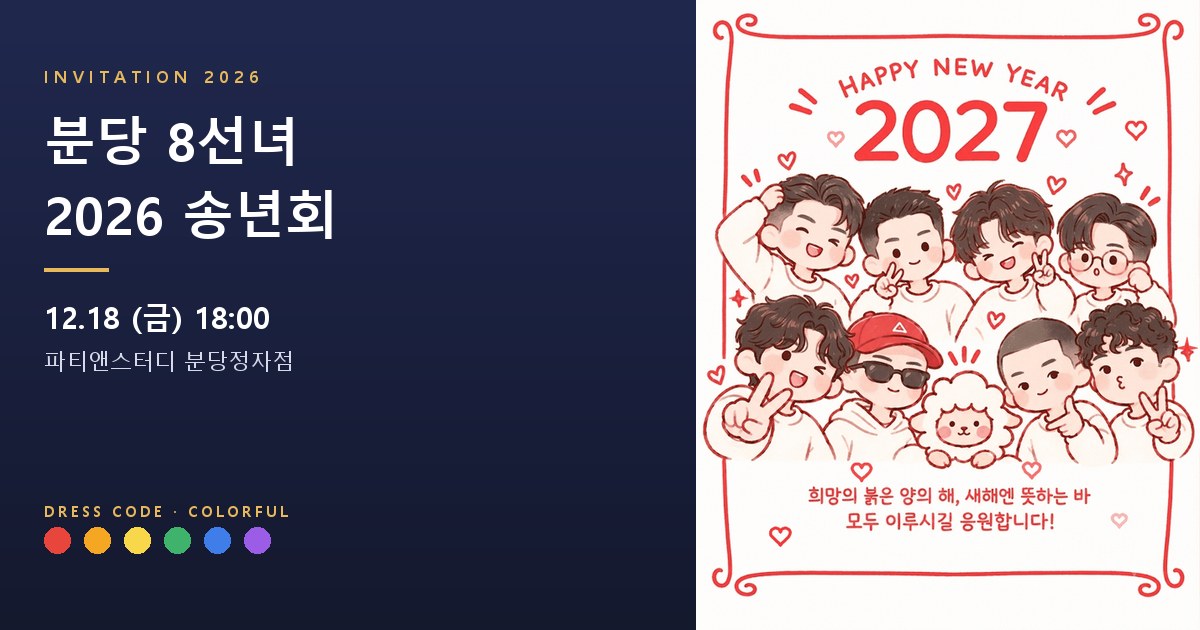 INVITATION 2026
분당 8선녀
2026 송년회
12.18 (금) 18:00
파티앤스터디 분당정자점
DRESS CODE · COLORFUL
HAPPY NEW YEAR
2027
희망의 붉은 양의 해, 새해엔 뜻하는 바
모두 이루시길 응원합니다!